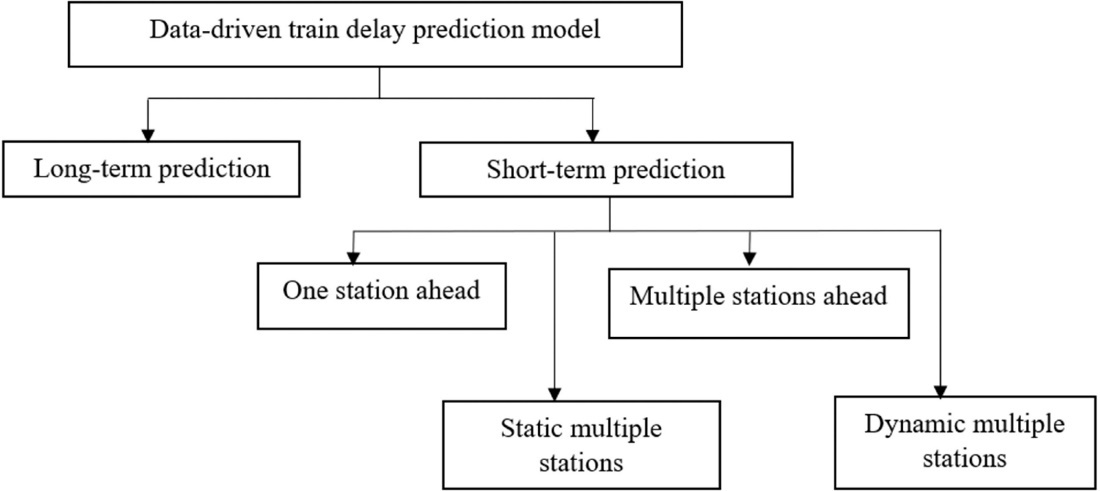 Data-driven train delay prediction model
Long-term prediction
Short-term prediction
One station ahead
Multiple stations ahead
Static multiple
stations
Dynamic multiple
stations